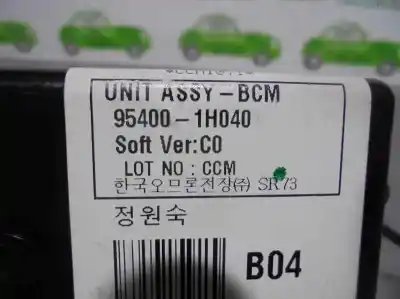 UNIT ASSY-BCM
95400-1H040
Soft Ver:C0
LOT NO : CCM
한국오므론전장㈜ SR73
정원숙
B04